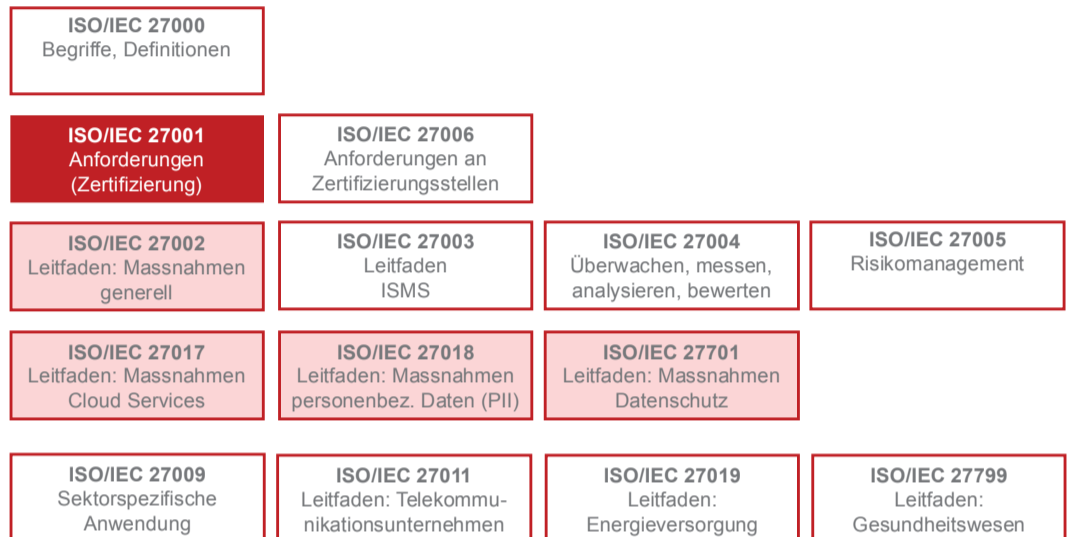 ISO/IEC 27000
Begriffe, Definitionen
ISO/IEC 27001
Anforderungen
(Zertifizierung)
ISO/IEC 27006
Anforderungen an
Zertifizierungsstellen
ISO/IEC 27002
Leitfaden: Massnahmen
generell
ISO/IEC 27003
Leitfaden
ISMS
ISO/IEC 27004
Überwachen, messen,
analysieren, bewerten
ISO/IEC 27005
Risikomanagement
ISO/IEC 27017
Leitfaden: Massnahmen
Cloud Services
ISO/IEC 27018
Leitfaden: Massnahmen
personenbez. Daten (PII)
ISO/IEC 27701
Leitfaden: Massnahmen
Datenschutz
ISO/IEC 27009
Sektorspezifische
Anwendung
ISO/IEC 27011
Leitfaden: Telekommu-
nikationsunternehmen
ISO/IEC 27019
Leitfaden:
Energieversorgung
ISO/IEC 27799
Leitfaden:
Gesundheitswesen